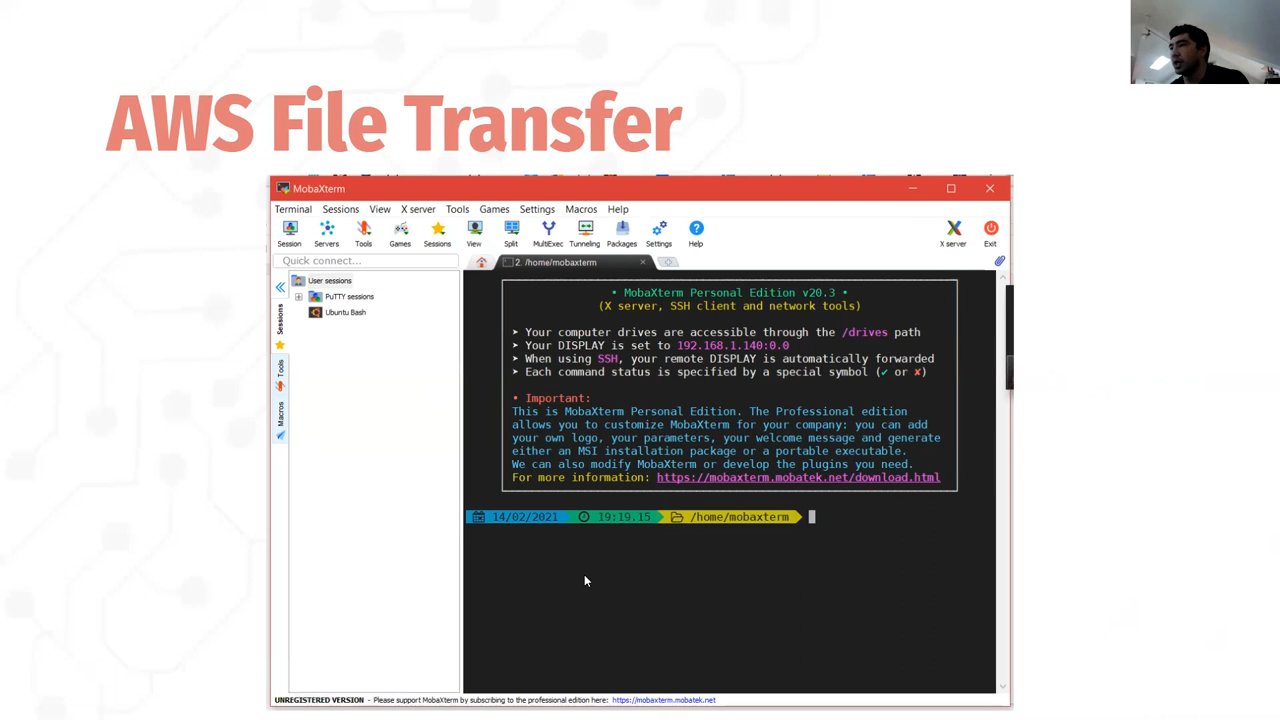 AWS File Transfer
MobaXterm
Terminal Sessions View X server Tools Games Settings Macros Help
Session Servers Tools Games Sessions View Split MultiExec Tunneling Packages Settings Help X server Exit
Quick connect...
2. /home/mobaxterm
User sessions
PuTTY sessions
Ubuntu Bash
Sessions
Tools
Macros
• MobaXterm Personal Edition v20.3 •
(X server, SSH client and network tools)
➤ Your computer drives are accessible through the /drives path
➤ Your DISPLAY is set to 192.168.1.140:0.0
➤ When using SSH, your remote DISPLAY is automatically forwarded
➤ Each command status is specified by a special symbol (✔ or ✘)
• Important:
This is MobaXterm Personal Edition. The Professional edition
allows you to customize MobaXterm for your company: you can add
your own logo, your parameters, your welcome message and generate
either an MSI installation package or a portable executable.
We can also modify MobaXterm or develop the plugins you need.
For more information: https://mobaxterm.mobatek.net/download.html
14/02/2021 19:19.15 /home/mobaxterm
UNREGISTERED VERSION - Please support MobaXterm by subscribing to the professional edition here: https://mobaxterm.mobatek.net